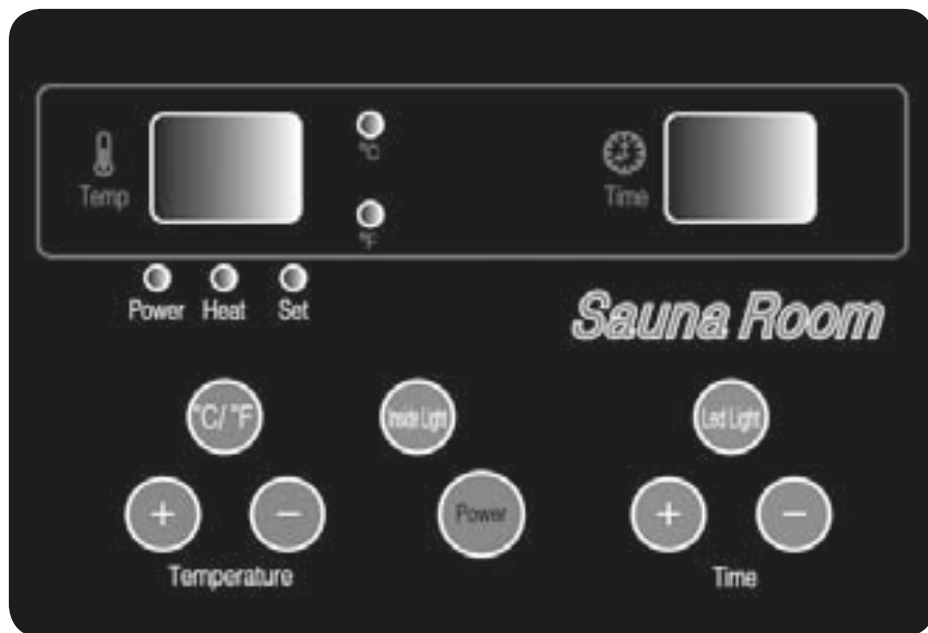 °C
Temp
Time
°F
Power Heat Set
Sauna Room
°C/°F
Inside Light
Led Light
+ −
Power
+ −
Temperature
Time